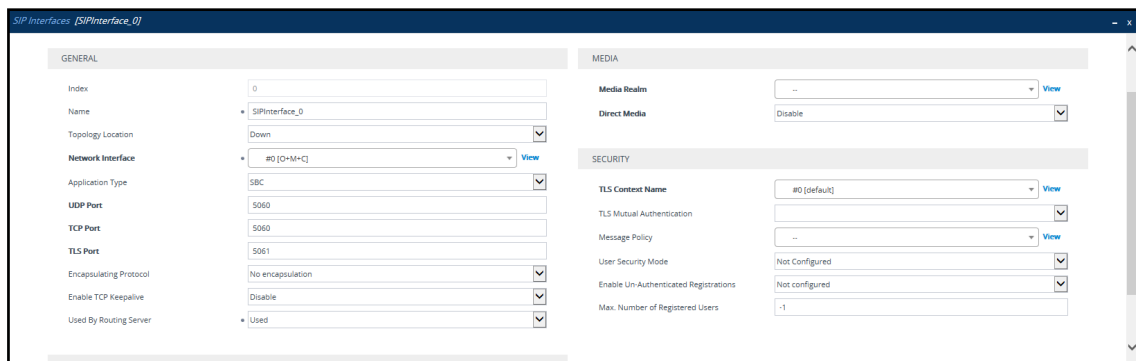 SIP Interfaces [SIPInterface_0] – x
GENERAL
Index 0
Name SIPInterface_0
Topology Location Down
Network Interface #0 [O+M+C] View
Application Type SBC
UDP Port 5060
TCP Port 5060
TLS Port 5061
Encapsulating Protocol No encapsulation
Enable TCP Keepalive Disable
Used By Routing Server Used
MEDIA
Media Realm -- View
Direct Media Disable
SECURITY
TLS Context Name #0 [default] View
TLS Mutual Authentication
Message Policy -- View
User Security Mode Not Configured
Enable Un-Authenticated Registrations Not configured
Max. Number of Registered Users -1